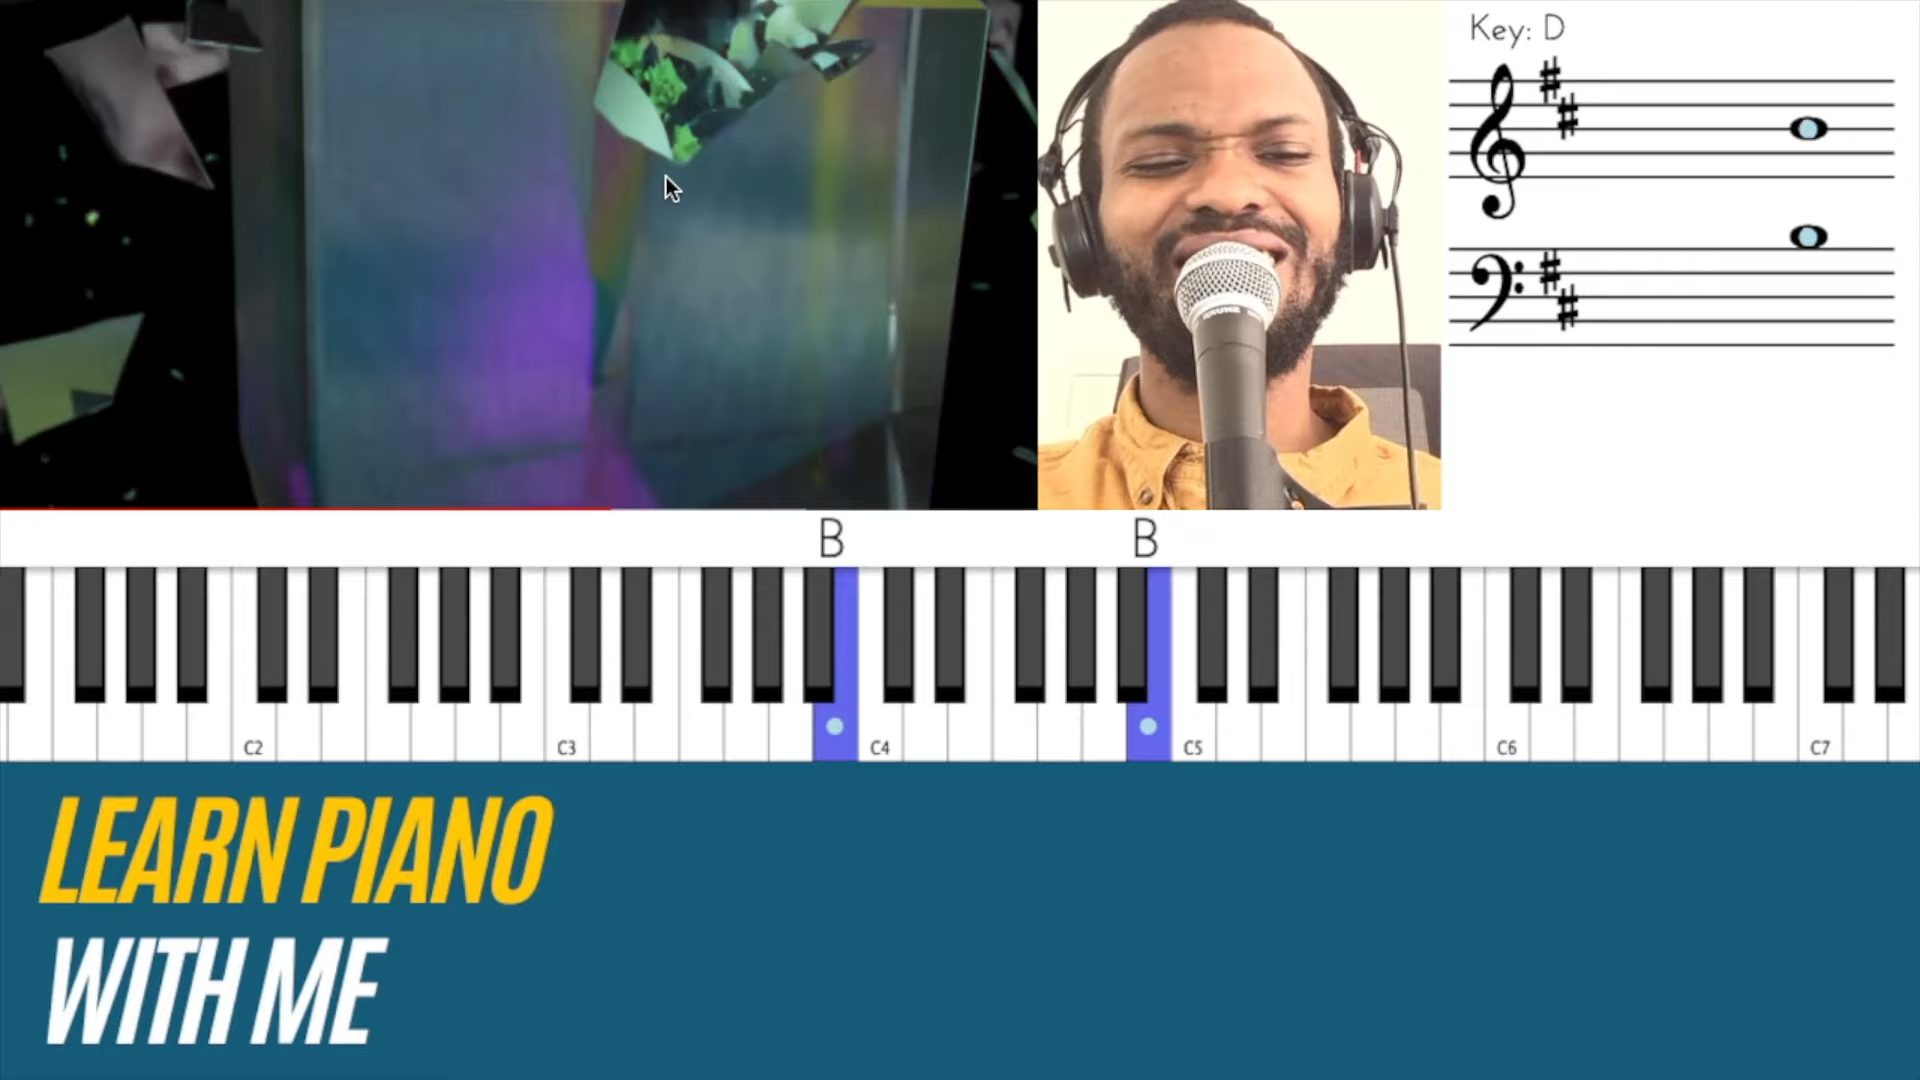 Key: D
B B
C2 C3 C4 C5 C6 C7
LEARN PIANO
WITH ME